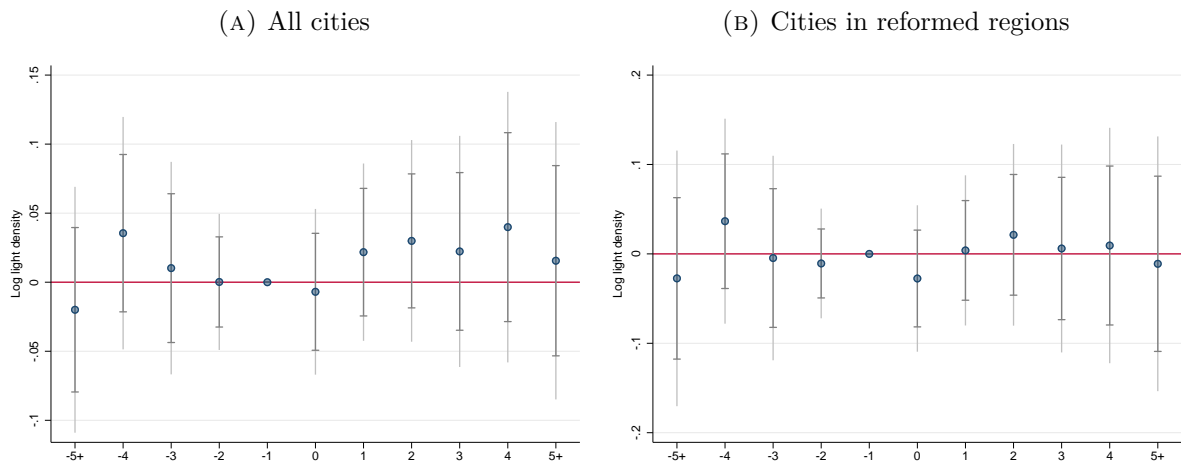 (A) All cities
(B) Cities in reformed regions
Log light density
.15
.1
.05
0
-.05
-.1
-5+ -4 -3 -2 -1 0 1 2 3 4 5+
Log light density
.2
.1
0
-.1
-.2
-5+ -4 -3 -2 -1 0 1 2 3 4 5+